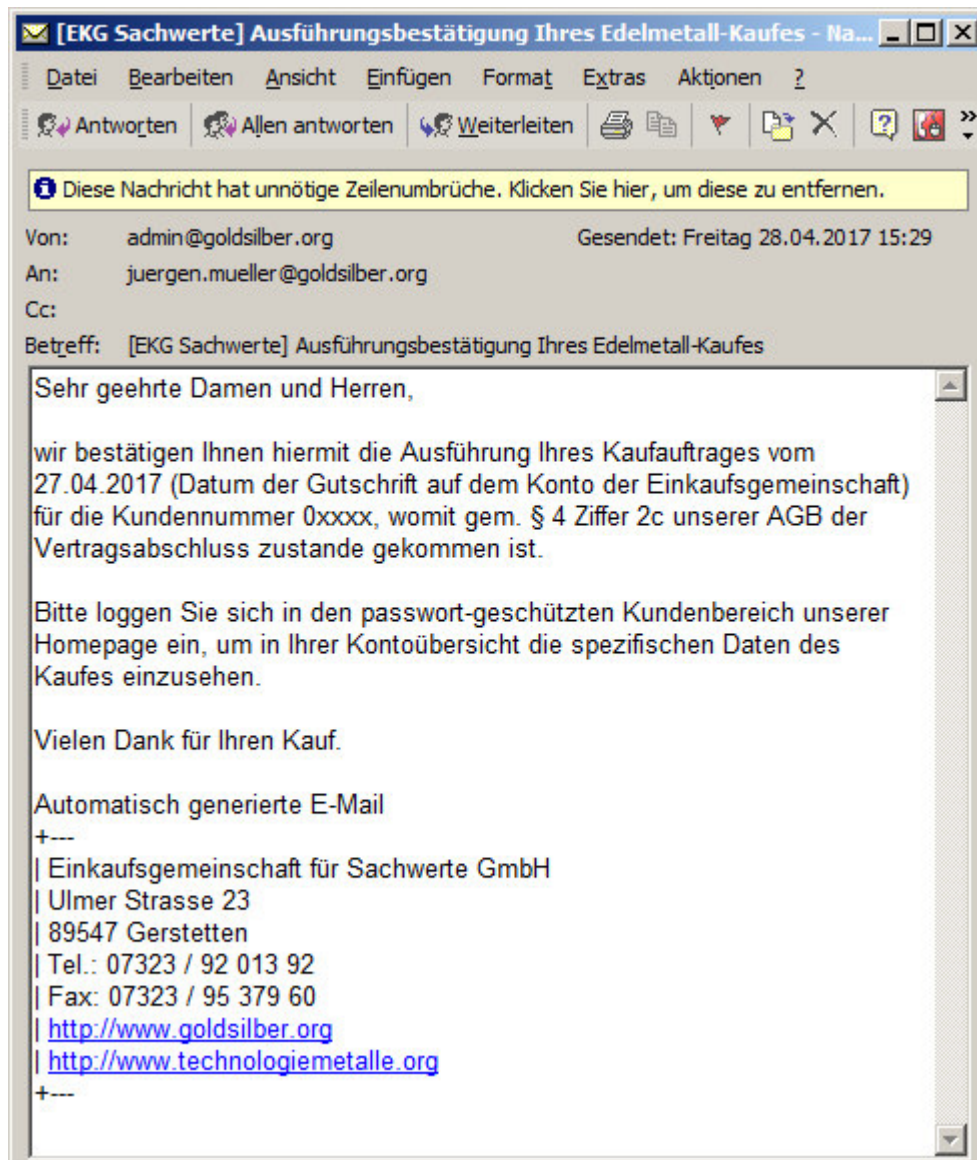 [EKG Sachwerte] Ausführungsbestätigung Ihres Edelmetall-Kaufes - Na...
Datei Bearbeiten Ansicht Einfügen Format Extras Aktionen ?
Antworten Allen antworten Weiterleiten
Diese Nachricht hat unnötige Zeilenumbrüche. Klicken Sie hier, um diese zu entfernen.
Von: admin@goldsilber.org Gesendet: Freitag 28.04.2017 15:29
An: juergen.mueller@goldsilber.org
Cc:
Betreff: [EKG Sachwerte] Ausführungsbestätigung Ihres Edelmetall-Kaufes
Sehr geehrte Damen und Herren,
wir bestätigen Ihnen hiermit die Ausführung Ihres Kaufauftrages vom
27.04.2017 (Datum der Gutschrift auf dem Konto der Einkaufsgemeinschaft)
für die Kundennummer 0xxxx, womit gem. § 4 Ziffer 2c unserer AGB der
Vertragsabschluss zustande gekommen ist.
Bitte loggen Sie sich in den passwort-geschützten Kundenbereich unserer
Homepage ein, um in Ihrer Kontoübersicht die spezifischen Daten des
Kaufes einzusehen.
Vielen Dank für Ihren Kauf.
Automatisch generierte E-Mail
+---
| Einkaufsgemeinschaft für Sachwerte GmbH
| Ulmer Strasse 23
| 89547 Gerstetten
| Tel.: 07323 / 92 013 92
| Fax: 07323 / 95 379 60
| http://www.goldsilber.org
| http://www.technologiemetalle.org
+---